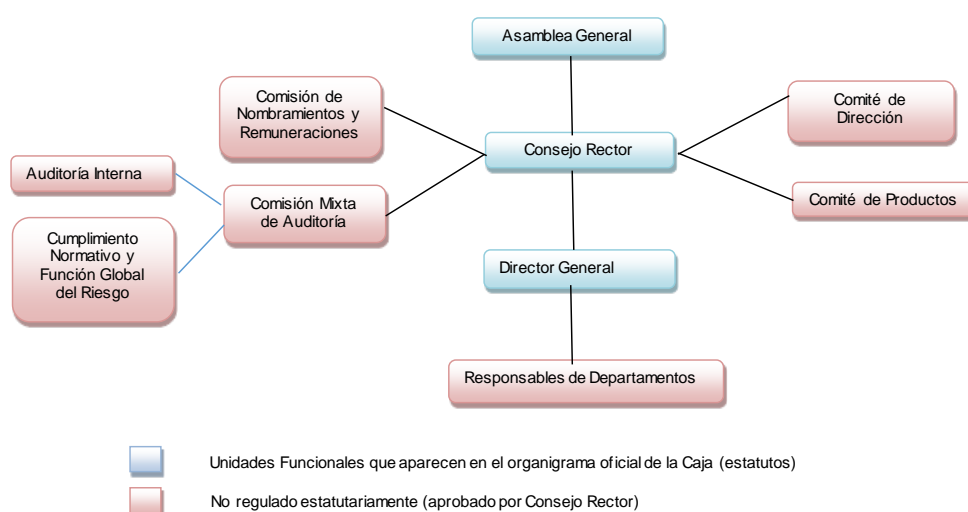 Asamblea General
Comisión de
Nombramientos y
Remuneraciones
Comité de
Dirección
Consejo Rector
Auditoría Interna
Comisión Mixta
de Auditoría
Comité de Productos
Cumplimiento
Normativo y
Función Global
del Riesgo
Director General
Responsables de Departamentos
Unidades Funcionales que aparecen en el organigrama oficial de la Caja (estatutos)
No regulado estatutariamente (aprobado por Consejo Rector)